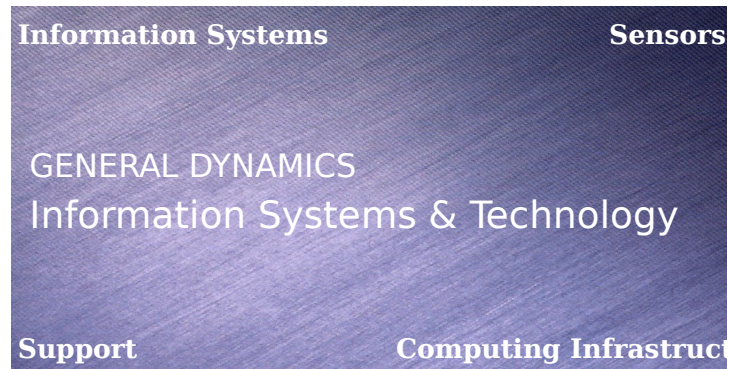 Information Systems
Sensors
GENERAL DYNAMICS
Information Systems & Technology
Support
Computing Infrastruct